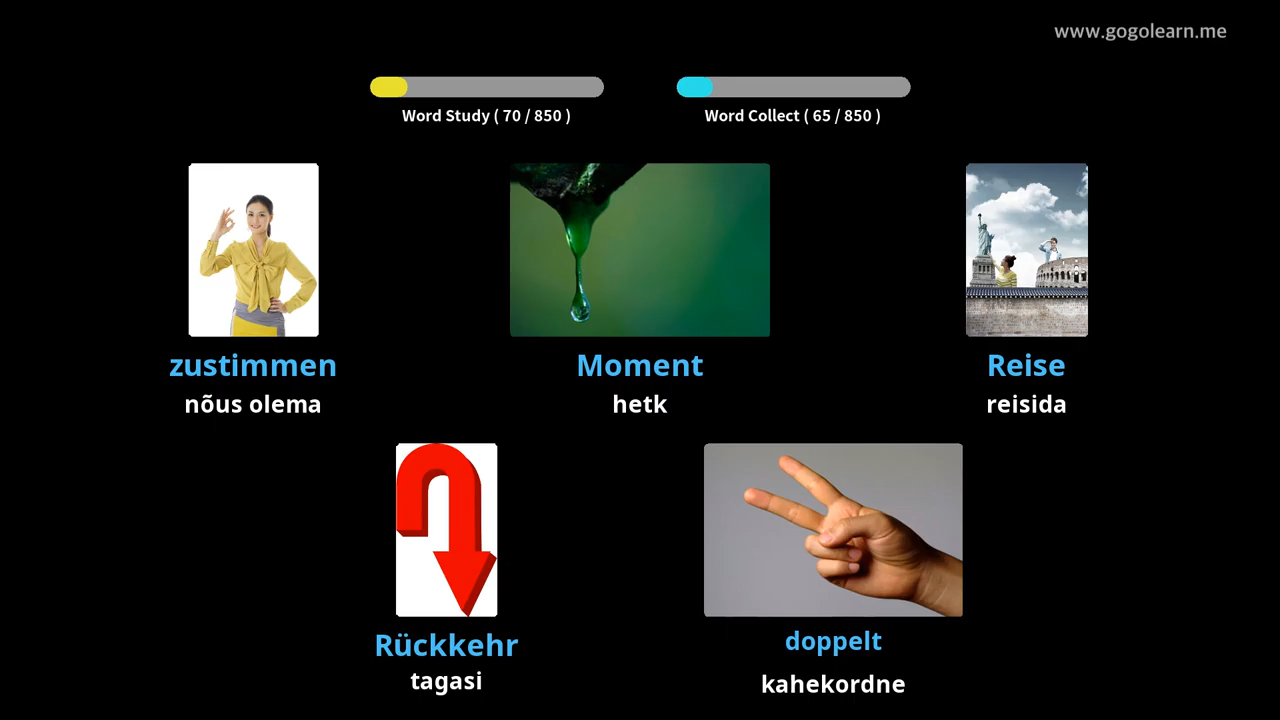 www.gogolearn.me
Word Study ( 70 / 850 )
Word Collect ( 65 / 850 )
zustimmen
nõus olema
Moment
hetk
Reise
reisida
Rückkehr
tagasi
doppelt
kahekordne